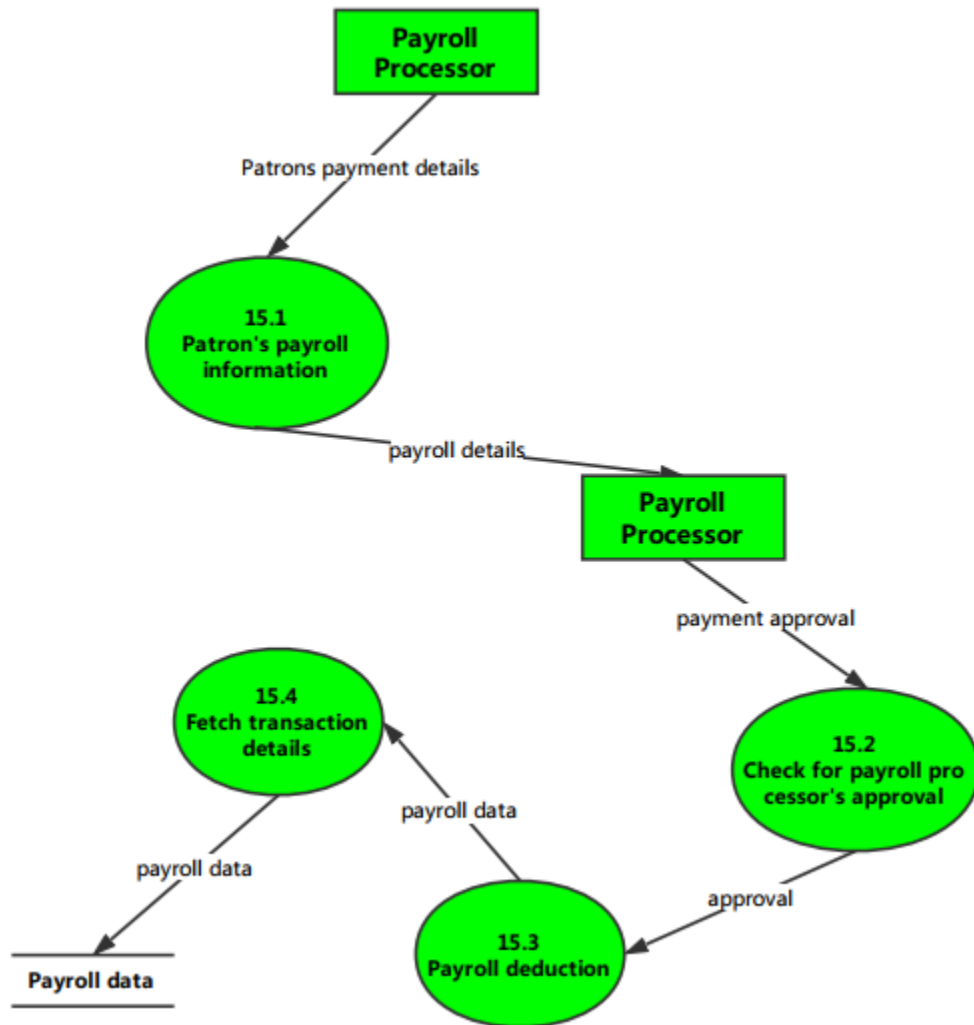 Payroll
Processor
Patrons payment details
15.1
Patron's payroll
information
payroll details
Payroll
Processor
payment approval
15.4
Fetch transaction
details
15.2
Check for payroll pro
cessor's approval
payroll data
payroll data
approval
15.3
Payroll deduction
Payroll data